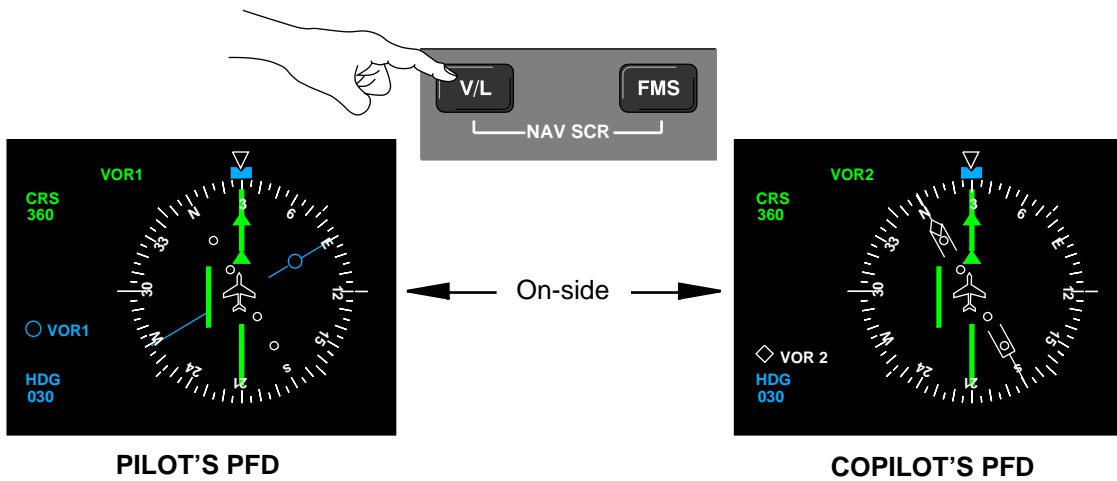 V/L
FMS
NAV SCR
VOR1
CRS
360
VOR1
HDG
030
N
3
6
E
12
15
S
21
24
W
30
33
On-side
VOR2
CRS
360
VOR 2
HDG
030
N
3
6
E
12
15
S
21
24
W
30
33
PILOT'S PFD
COPILOT'S PFD